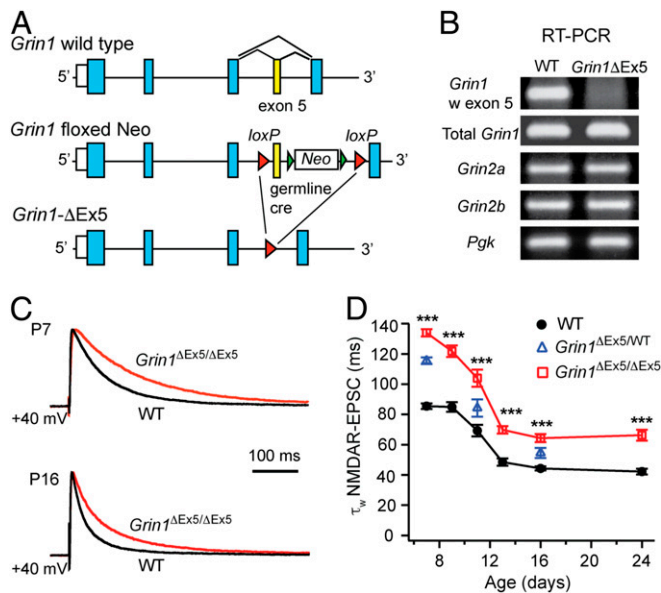 A
Grin1 wild type
5’
3’
exon 5
Grin1 floxed Neo
loxP
loxP
5’
Neo
3’
germline
cre
Grin1-ΔEx5
5’
3’
B
RT-PCR
WT Grin1ΔEx5
Grin1
w exon 5
Total Grin1
Grin2a
Grin2b
Pgk
C
P7
Grin1ΔEx5/ΔEx5
WT
+40 mV
100 ms
P16
Grin1ΔEx5/ΔEx5
WT
+40 mV
D
τw NMDAR-EPSC (ms)
140
120
100
80
60
40
20
0
8 12 16 20 24
Age (days)
*** *** *** *** *** ***
WT
Grin1ΔEx5/WT
Grin1ΔEx5/ΔEx5